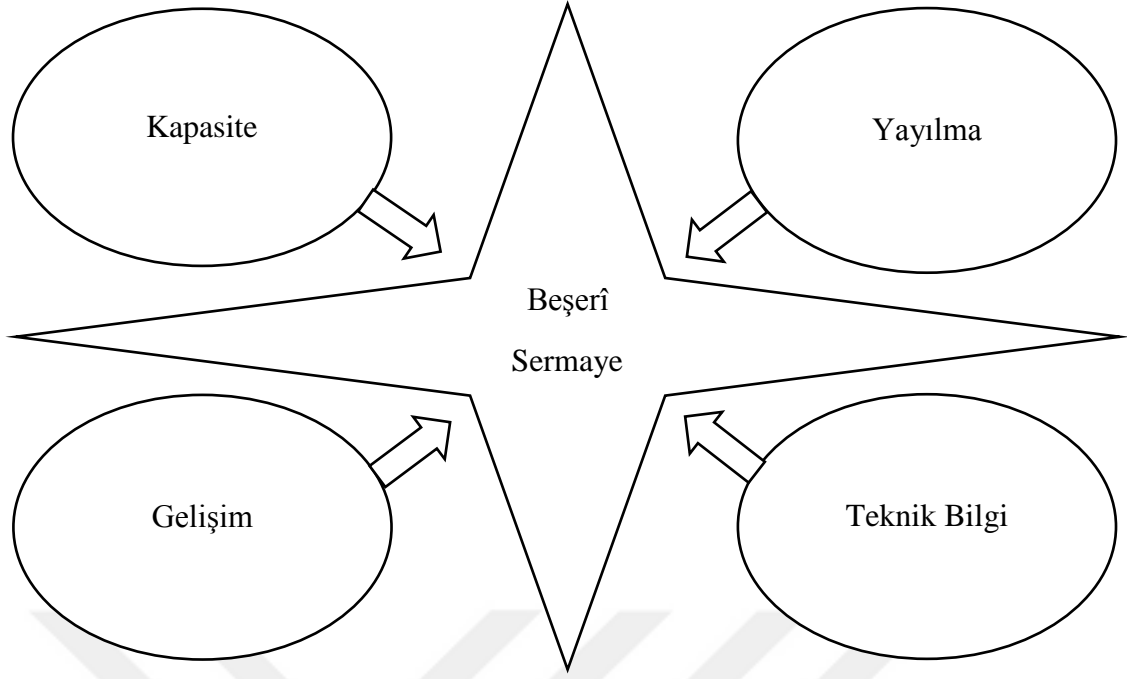 Kapasite
Yayılma
Beşerî
Sermaye
Gelişim
Teknik Bilgi